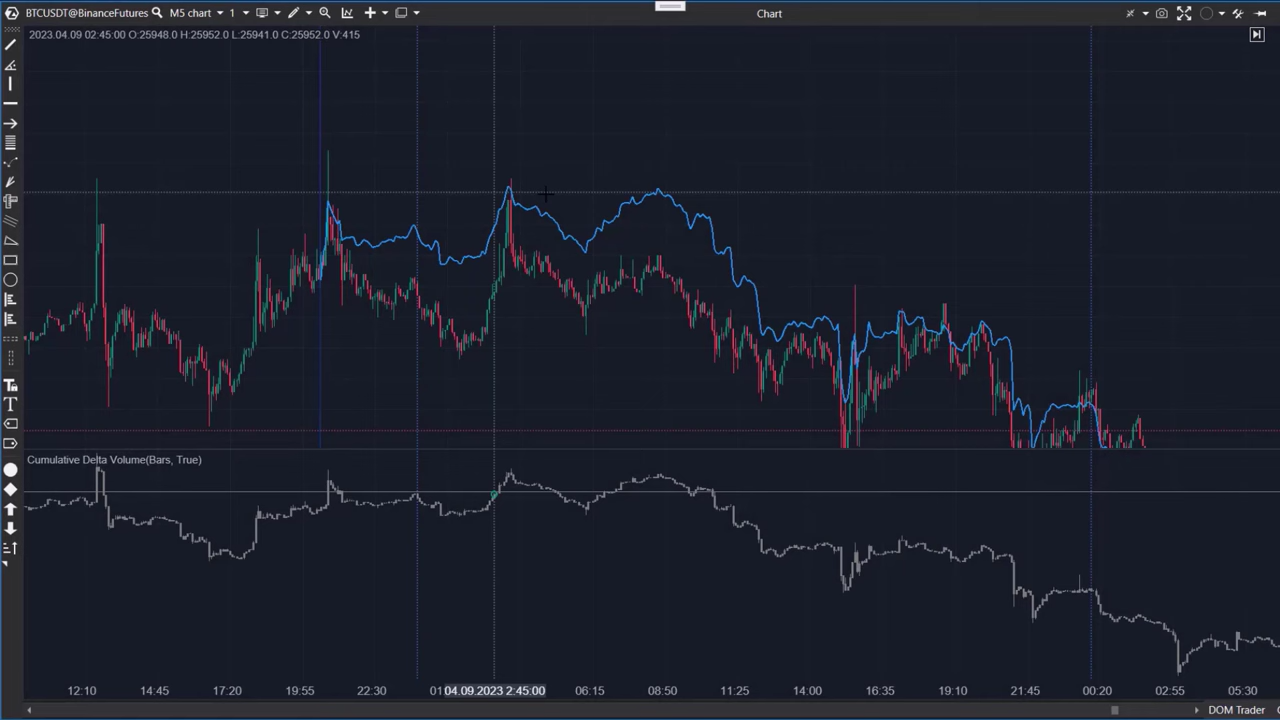 BTCUSDT@BinanceFutures M5 chart 1 Chart
2023.04.09 02:45:00 O:25948.0 H:25952.0 L:25941.0 C:25952.0 V:415
T
Cumulative Delta Volume(Bars, True)
12:10 14:45 17:20 19:55 22:30 01 04.09.2023 2:45:00 06:15 08:50 11:25 14:00 16:35 19:10 21:45 00:20 02:55 05:30
DOM Trader